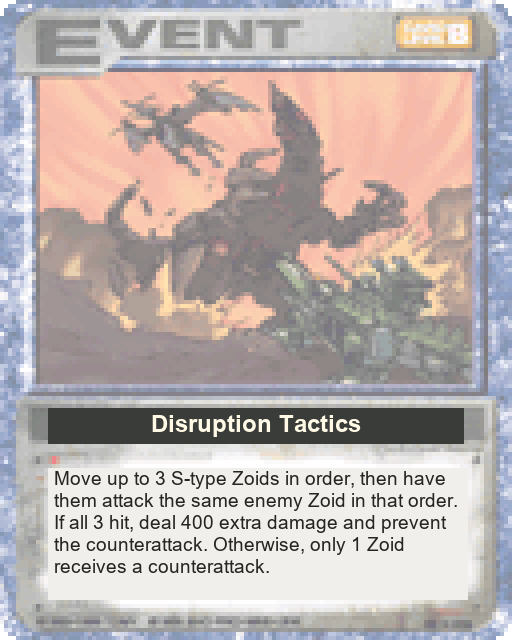 EVENT
B
Disruption Tactics
Move up to 3 S-type Zoids in order, then have
them attack the same enemy Zoid in that order.
If all 3 hit, deal 400 extra damage and prevent
the counterattack. Otherwise, only 1 Zoid
receives a counterattack.